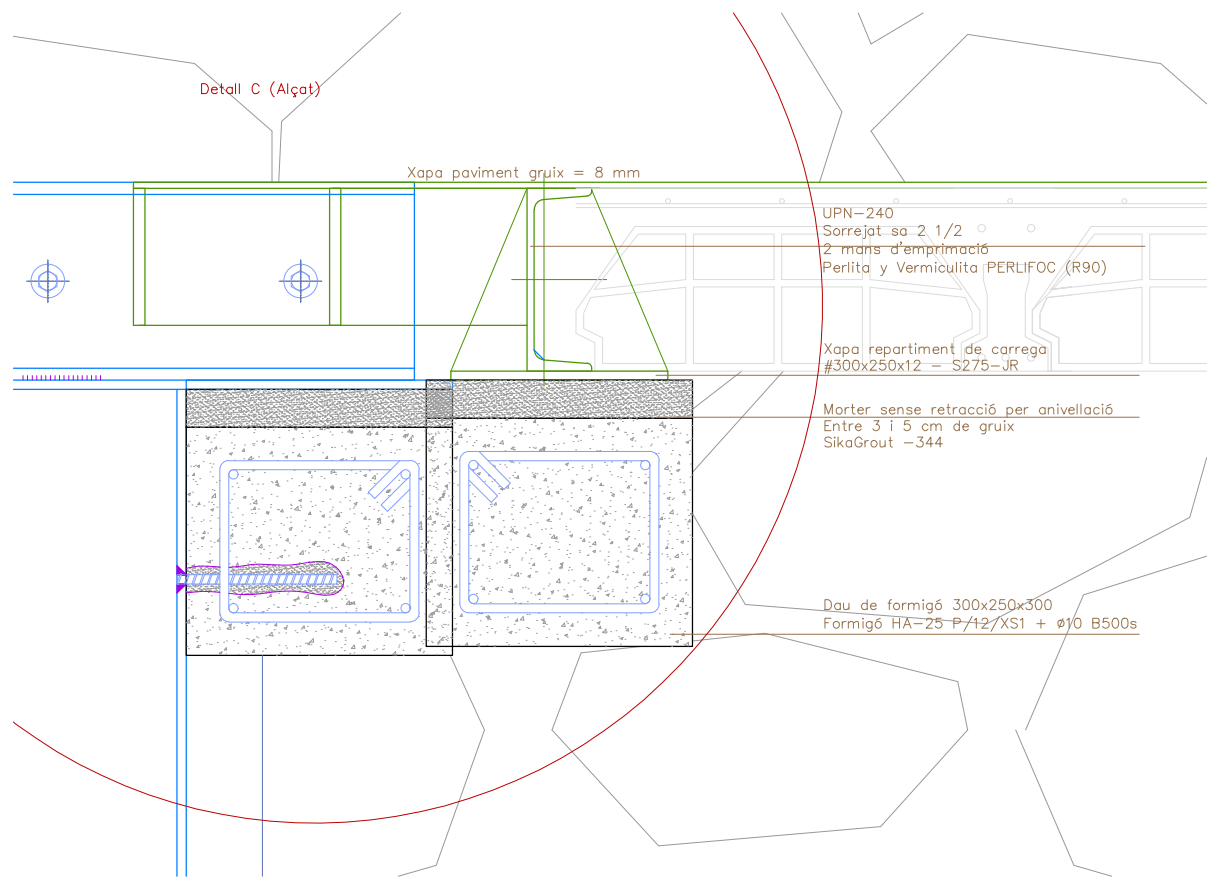 Detall C (Alçat)
Xapa paviment gruix = 8 mm
UPN-240
Sorrejat sa 2 1/2
2 mans d'emprimació
Perlita y Vermiculita PERLIFOC (R90)
Xapa repartiment de carrega
#300x250x12 - S275-JR
Morter sense retracció per anivellació
Entre 3 i 5 cm de gruix
SikaGrout -344
Dau de formigó 300x250x300
Formigó HA-25 P/12/XS1 + ø10 B500s